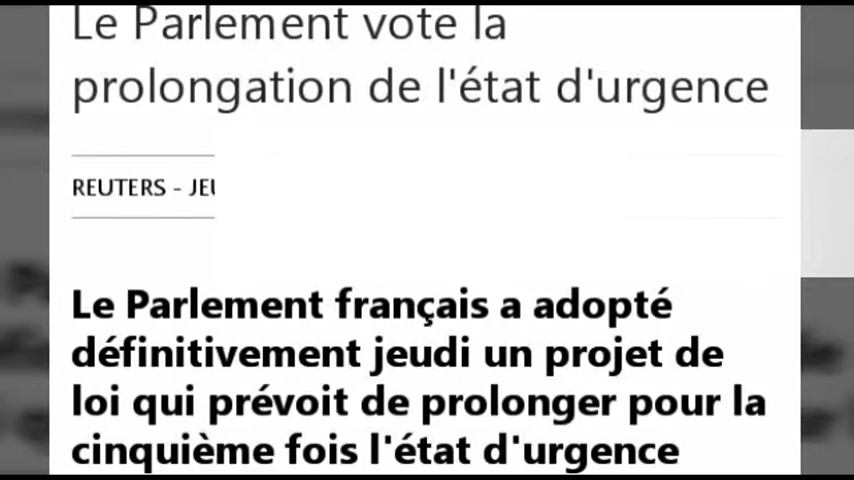 Le Parlement vote la
prolongation de l'état d'urgence
REUTERS -
Le Parlement français a adopté
définitivement jeudi un projet de
loi qui prévoit de prolonger pour la
cinquième fois l'état d'urgence